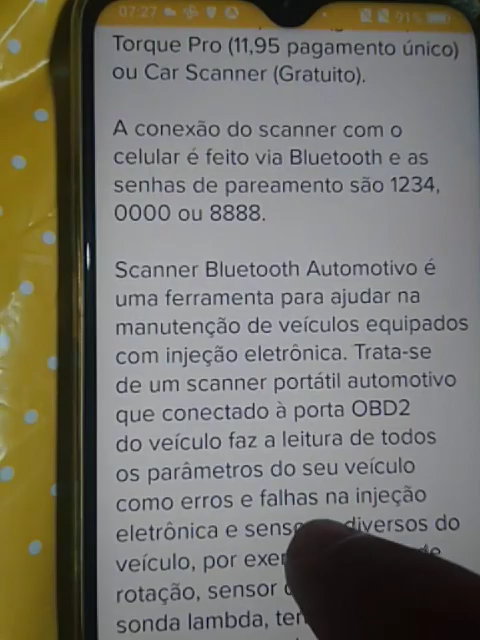 07:27 91%
Torque Pro (11,95 pagamento único)
ou Car Scanner (Gratuito).
A conexão do scanner com o
celular é feito via Bluetooth e as
senhas de pareamento são 1234,
0000 ou 8888.
Scanner Bluetooth Automotivo é
uma ferramenta para ajudar na
manutenção de veículos equipados
com injeção eletrônica. Trata-se
de um scanner portátil automotivo
que conectado à porta OBD2
do veículo faz a leitura de todos
os parâmetros do seu veículo
como erros e falhas na injeção
eletrônica e diversos do
veículo, por
rotação, sensor
sonda lambda,